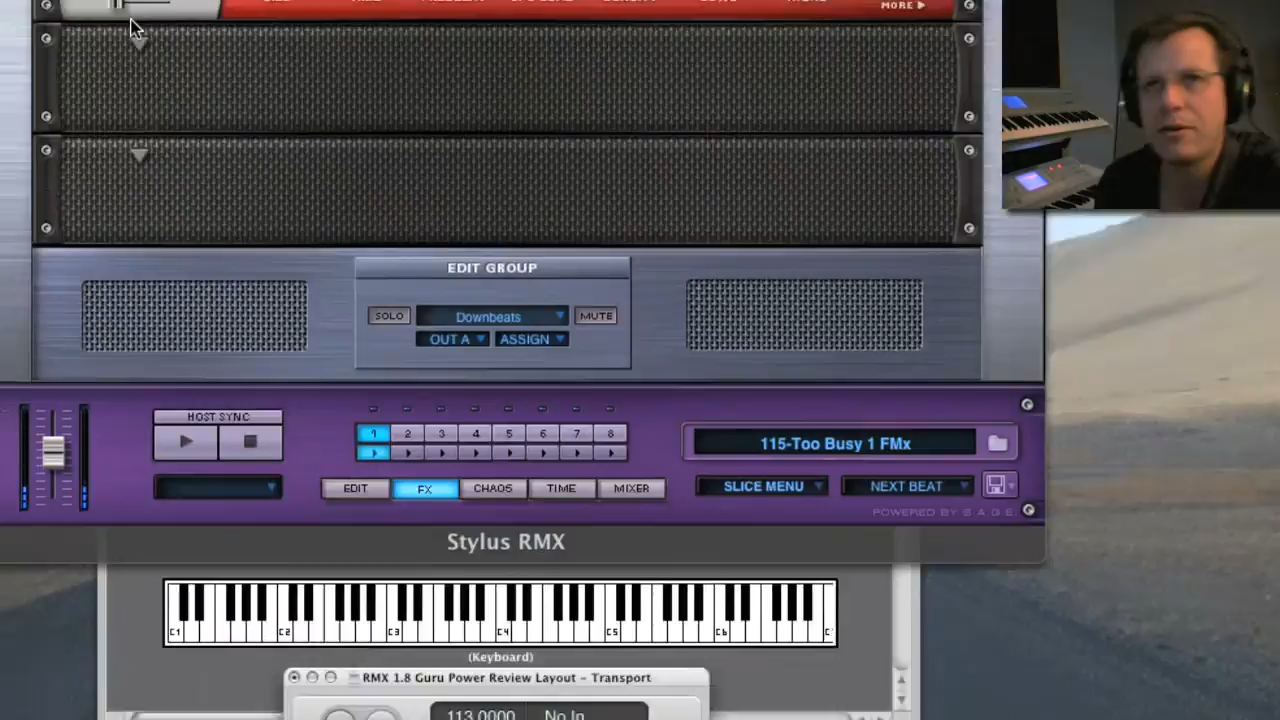 MORE
EDIT GROUP
SOLO
Downbeats
MUTE
OUT A
ASSIGN
HOST SYNC
1 2 3 4 5 6 7 8
115-Too Busy 1 FMx
EDIT
FX
CHAOS
TIME
MIXER
SLICE MENU
NEXT BEAT
POWERED BY S.A.G.E.
Stylus RMX
C1 C2 C3 C4 C5 C6 C
(Keyboard)
RMX 1.8 Guru Power Review Layout - Transport
113.0000 No In